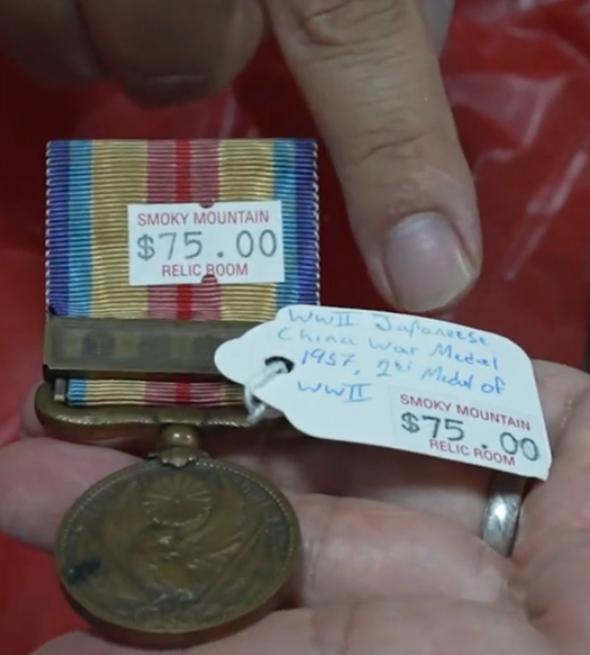 SMOKY MOUNTAIN
$75.00
RELIC ROOM
WWII Japaneese
China War Medal
1937, 2nd Medal of
WWII
SMOKY MOUNTAIN
$75.00
RELIC ROOM